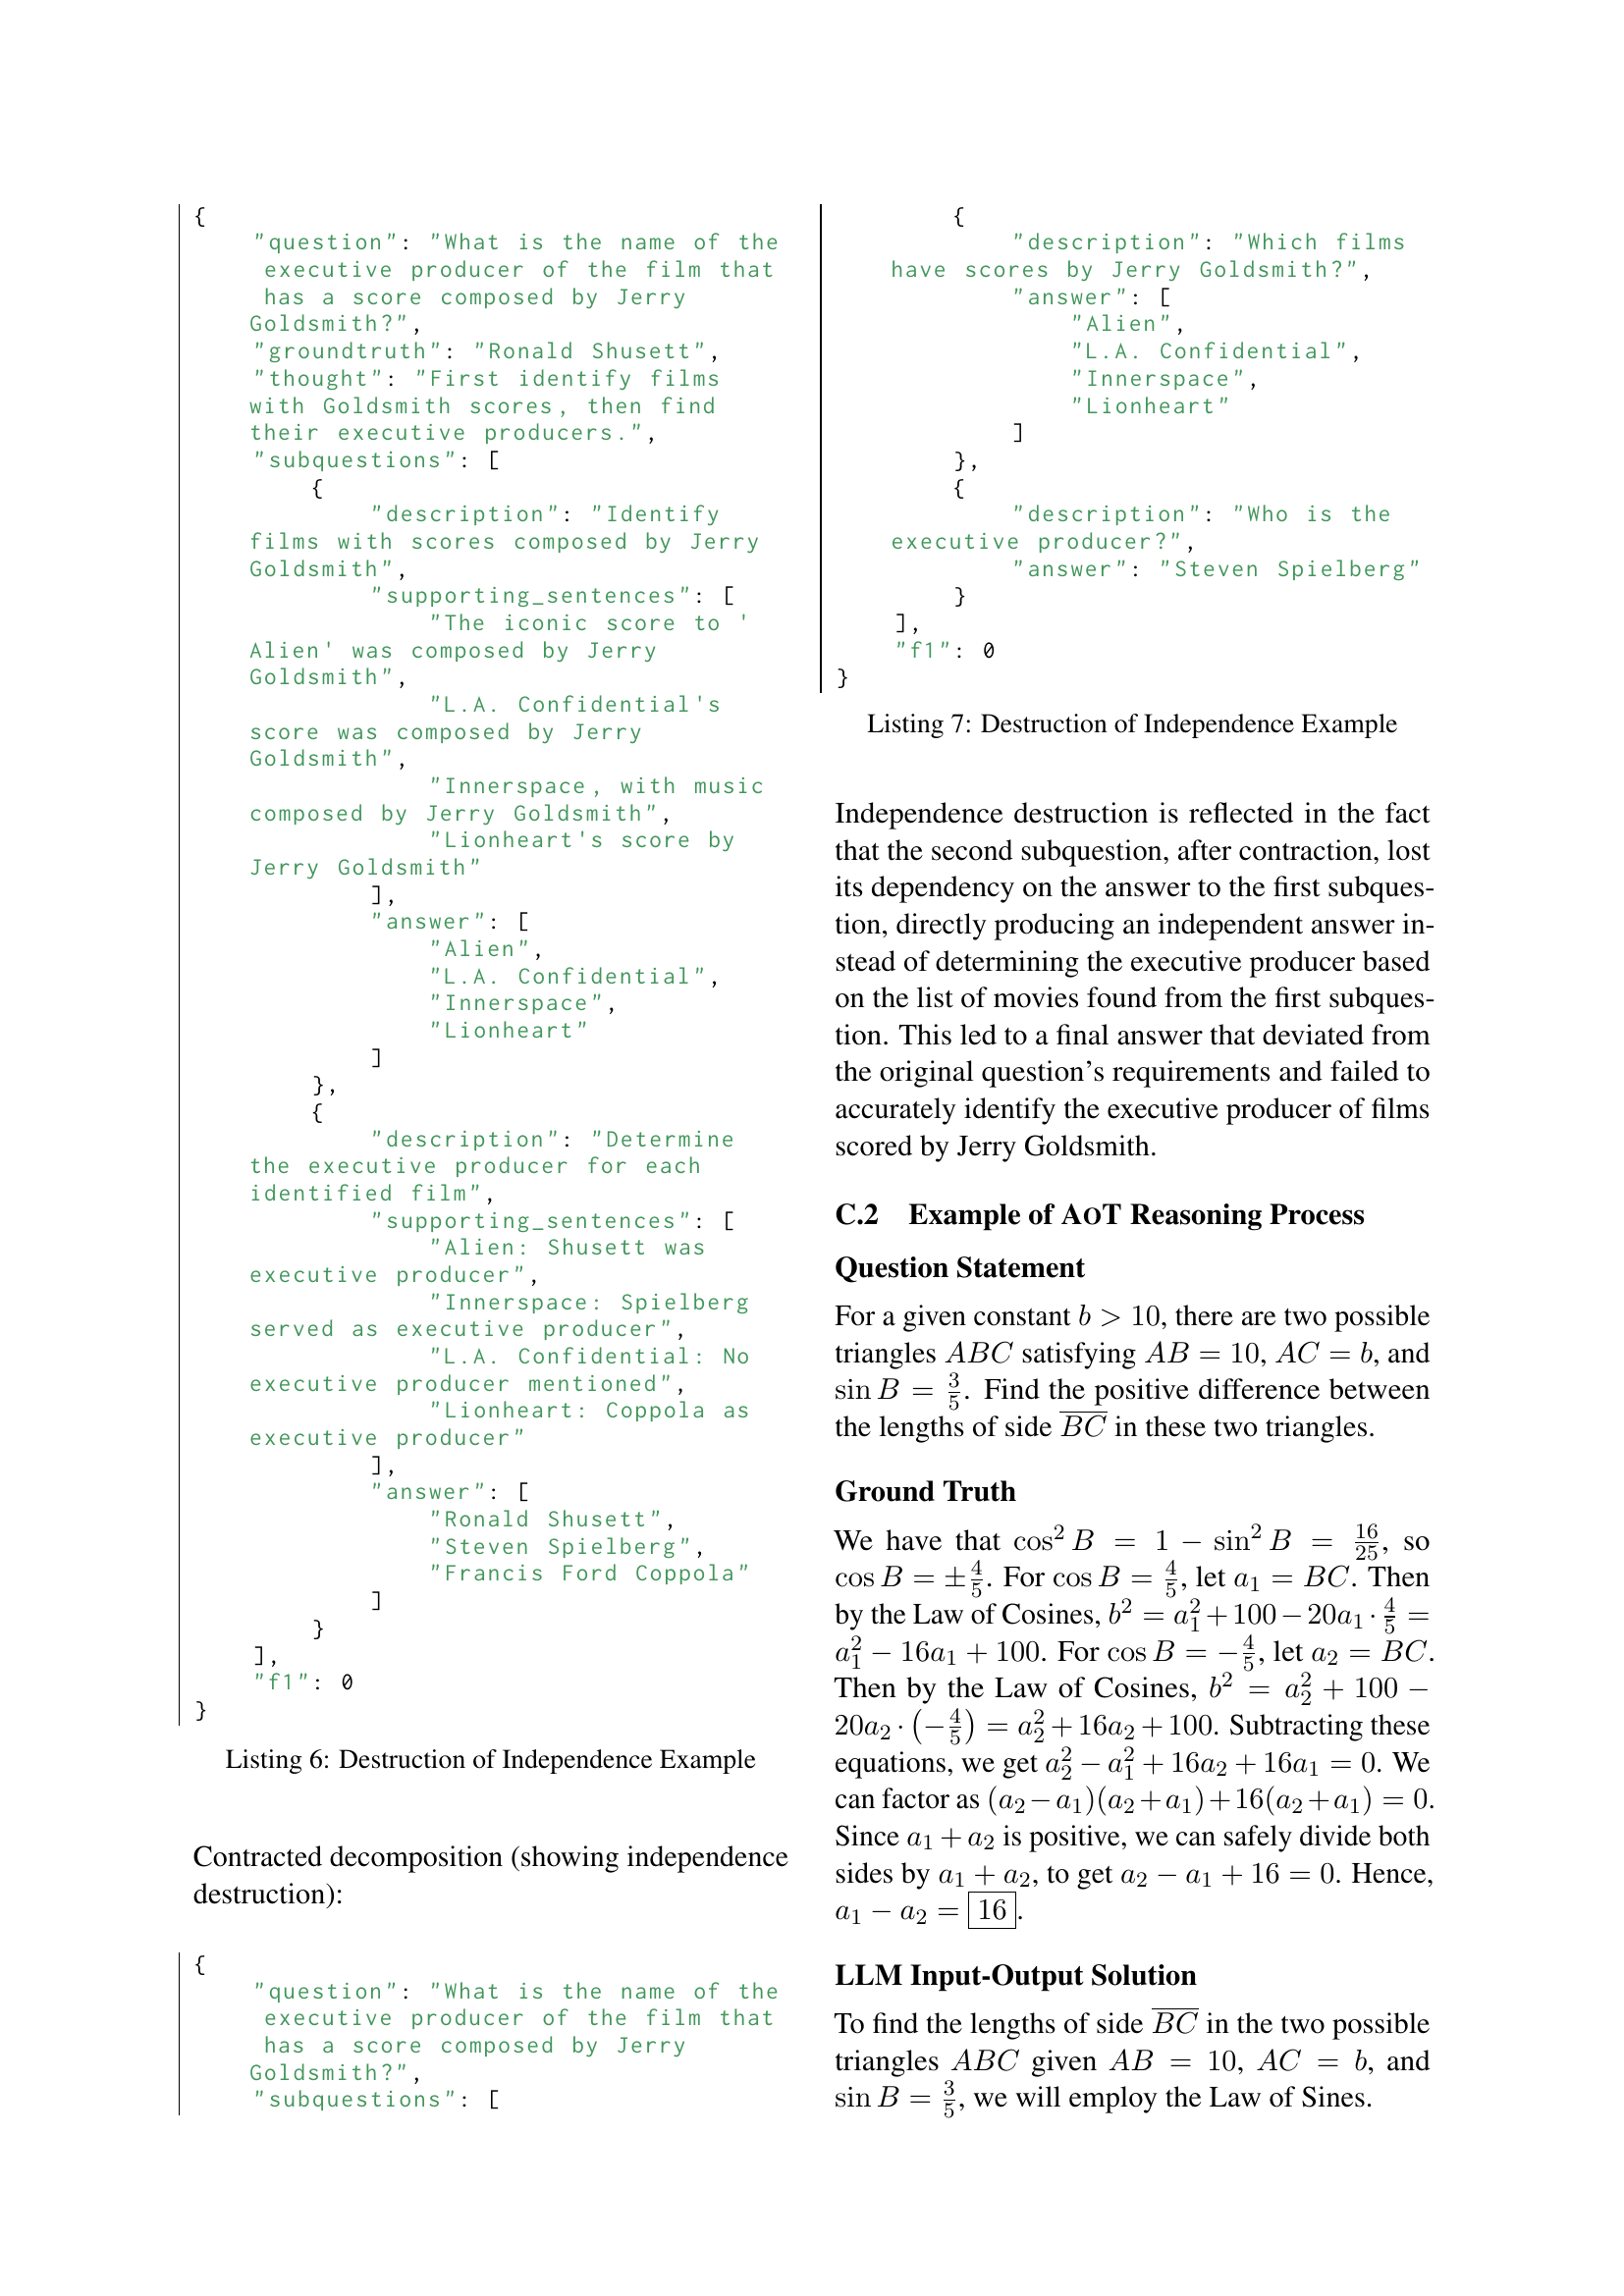 {
"question": "What is the name of the
executive producer of the film that
has a score composed by Jerry
Goldsmith?",
"groundtruth": "Ronald Shusett",
"thought": "First identify films
with Goldsmith scores, then find
their executive producers.",
"subquestions": [
{
"description": "Identify
films with scores composed by Jerry
Goldsmith",
"supporting_sentences": [
"The iconic score to '
Alien' was composed by Jerry
Goldsmith",
"L.A. Confidential's
score was composed by Jerry
Goldsmith",
"Innerspace, with music
composed by Jerry Goldsmith",
"Lionheart's score by
Jerry Goldsmith"
],
"answer": [
"Alien",
"L.A. Confidential",
"Innerspace",
"Lionheart"
]
},
{
"description": "Determine
the executive producer for each
identified film",
"supporting_sentences": [
"Alien: Shusett was
executive producer",
"Innerspace: Spielberg
served as executive producer",
"L.A. Confidential: No
executive producer mentioned",
"Lionheart: Coppola as
executive producer"
],
"answer": [
"Ronald Shusett",
"Steven Spielberg",
"Francis Ford Coppola"
]
}
],
"f1": 0
}
Listing 6: Destruction of Independence Example
Contracted decomposition (showing independence
destruction):
{
"question": "What is the name of the
executive producer of the film that
has a score composed by Jerry
Goldsmith?",
"subquestions": [
{
"description": "Which films
have scores by Jerry Goldsmith?",
"answer": [
"Alien",
"L.A. Confidential",
"Innerspace",
"Lionheart"
]
},
{
"description": "Who is the
executive producer?",
"answer": "Steven Spielberg"
}
],
"f1": 0
}
Listing 7: Destruction of Independence Example
Independence destruction is reflected in the fact
that the second subquestion, after contraction, lost
its dependency on the answer to the first subques-
tion, directly producing an independent answer in-
stead of determining the executive producer based
on the list of movies found from the first subques-
tion. This led to a final answer that deviated from
the original question's requirements and failed to
accurately identify the executive producer of films
scored by Jerry Goldsmith.
C.2 Example of AOT Reasoning Process
Question Statement
For a given constant $b > 10$, there are two possible
triangles $ABC$ satisfying $AB = 10$, $AC = b$, and
$\sin B = \frac{3}{5}$. Find the positive difference between
the lengths of side $\overline{BC}$ in these two triangles.
Ground Truth
We have that $\cos^2 B = 1 - \sin^2 B = \frac{16}{25}$, so
$\cos B = \pm\frac{4}{5}$. For $\cos B = \frac{4}{5}$, let $a_1 = BC$. Then
by the Law of Cosines, $b^2 = a_1^2 + 100 - 20a_1 \cdot \frac{4}{5} =$
$a_1^2 - 16a_1 + 100$. For $\cos B = -\frac{4}{5}$, let $a_2 = BC$.
Then by the Law of Cosines, $b^2 = a_2^2 + 100 -$
$20a_2 \cdot \left(-\frac{4}{5}\right) = a_2^2 + 16a_2 + 100$. Subtracting these
equations, we get $a_2^2 - a_1^2 + 16a_2 + 16a_1 = 0$. We
can factor as $(a_2 - a_1)(a_2 + a_1) + 16(a_2 + a_1) = 0$.
Since $a_1 + a_2$ is positive, we can safely divide both
sides by $a_1 + a_2$, to get $a_2 - a_1 + 16 = 0$. Hence,
$a_1 - a_2 = \boxed{16}$.
LLM Input-Output Solution
To find the lengths of side $\overline{BC}$ in the two possible
triangles $ABC$ given $AB = 10$, $AC = b$, and
$\sin B = \frac{3}{5}$, we will employ the Law of Sines.